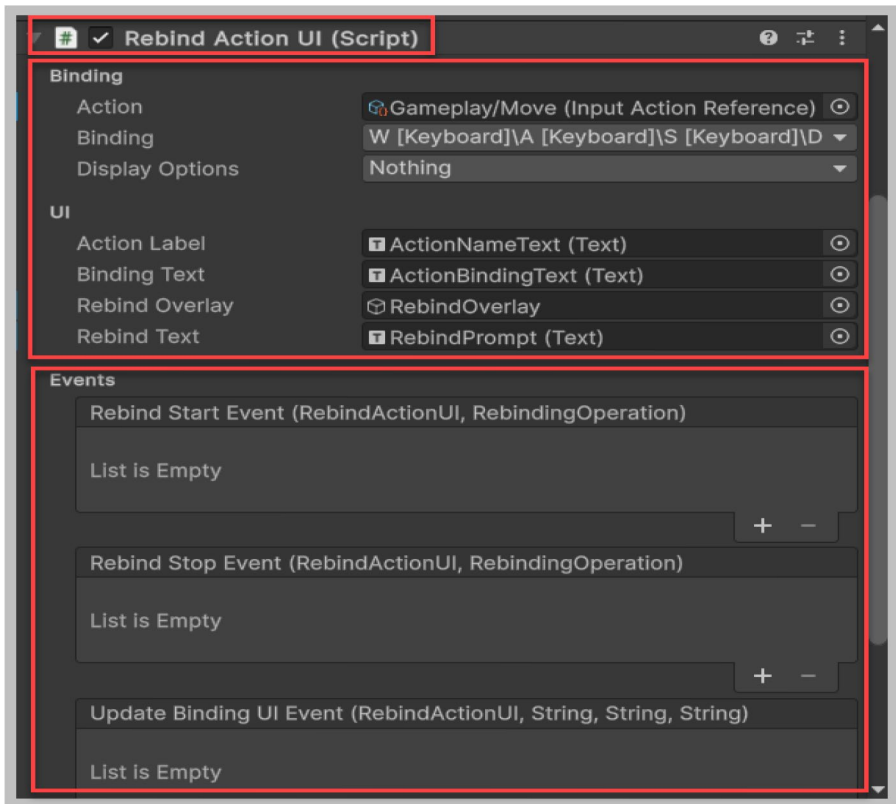 Rebind Action UI (Script)
Binding
Action Gameplay/Move (Input Action Reference)
Binding W [Keyboard]\A [Keyboard]\S [Keyboard]\D
Display Options Nothing
UI
Action Label ActionNameText (Text)
Binding Text ActionBindingText (Text)
Rebind Overlay RebindOverlay
Rebind Text RebindPrompt (Text)
Events
Rebind Start Event (RebindActionUI, RebindingOperation)
List is Empty
+ −
Rebind Stop Event (RebindActionUI, RebindingOperation)
List is Empty
+ −
Update Binding UI Event (RebindActionUI, String, String, String)
List is Empty